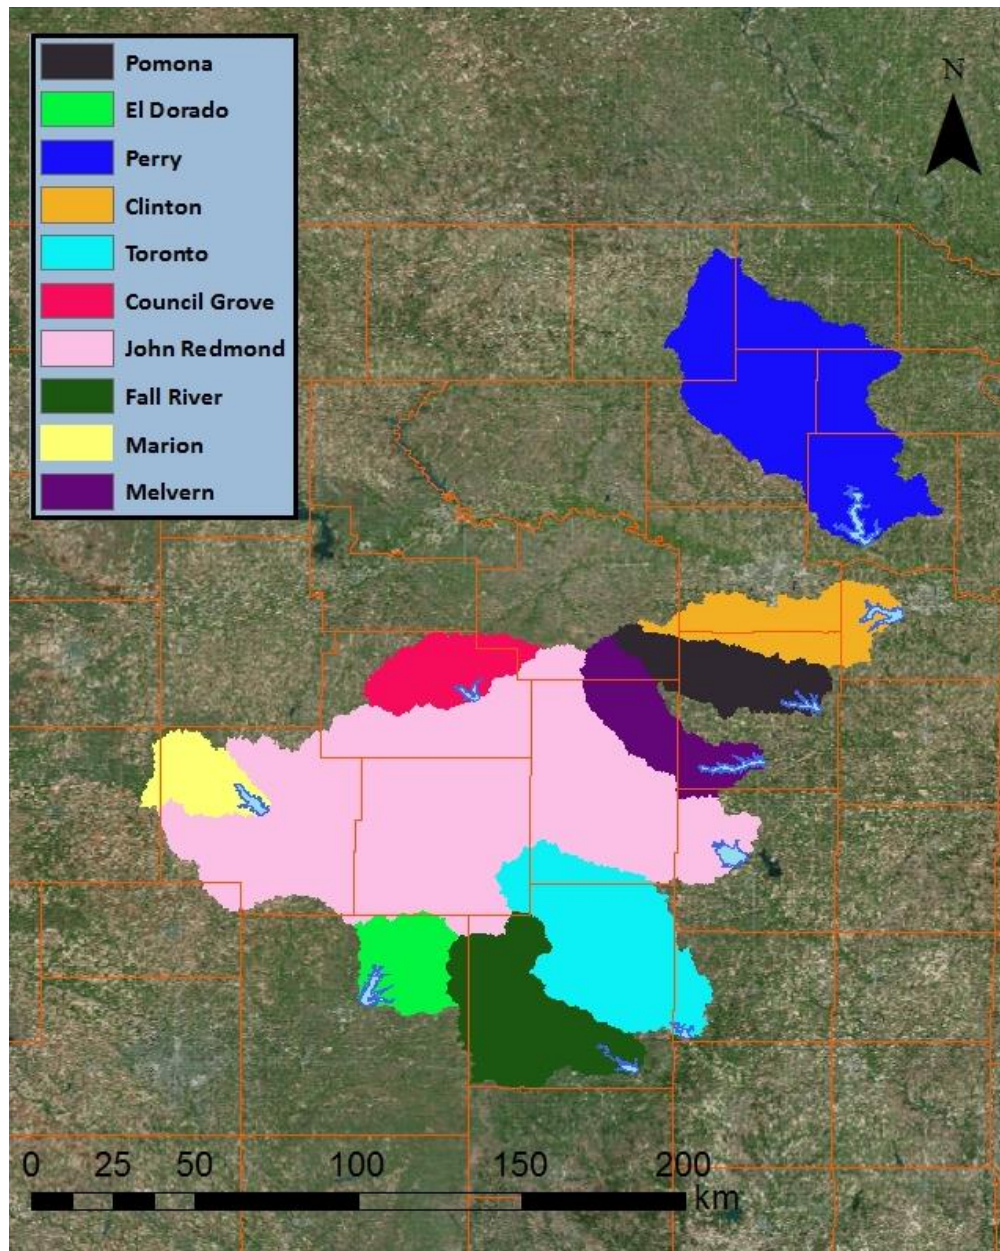 Pomona
El Dorado
Perry
Clinton
Toronto
Council Grove
John Redmond
Fall River
Marion
Melvern
N
0 25 50 100 150 200
km